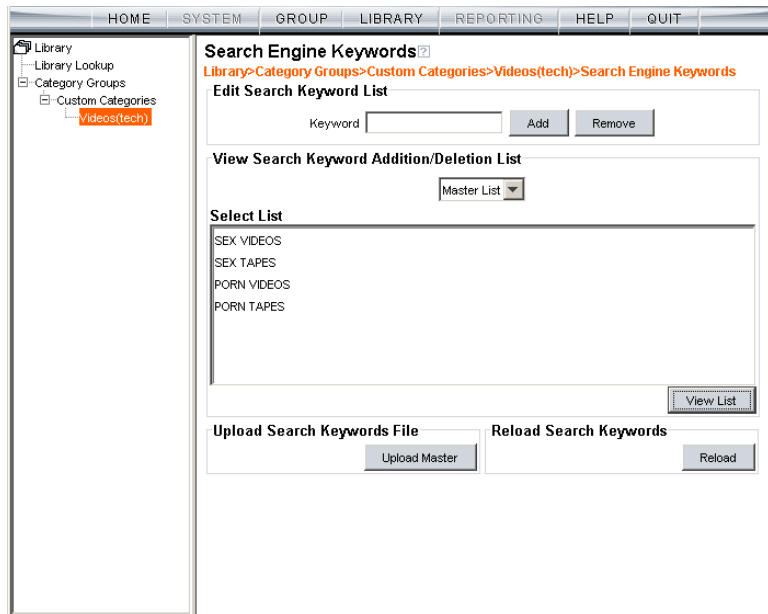 HOME SYSTEM GROUP LIBRARY REPORTING HELP QUIT
Library
Library Lookup
Category Groups
Custom Categories
Videos(tech)
Search Engine Keywords?
Library>Category Groups>Custom Categories>Videos(tech)>Search Engine Keywords
Edit Search Keyword List
Keyword Add Remove
View Search Keyword Addition/Deletion List
Master List
Select List
SEX VIDEOS
SEX TAPES
PORN VIDEOS
PORN TAPES
View List
Upload Search Keywords File
Upload Master
Reload Search Keywords
Reload